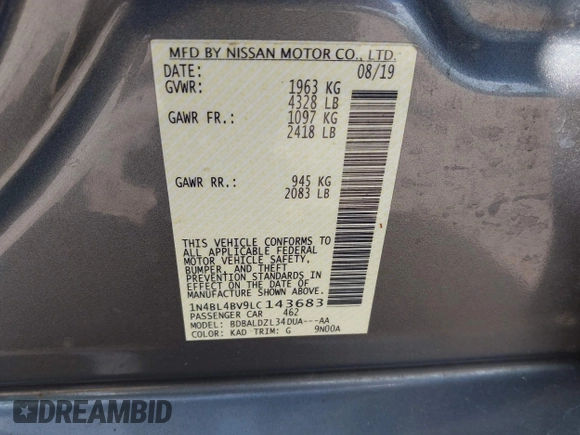 MFD BY NISSAN MOTOR CO., LTD.
DATE: 08/19
GVWR: 1963 KG
4328 LB
GAWR FR.: 1097 KG
2418 LB
GAWR RR.: 945 KG
2083 LB
THIS VEHICLE CONFORMS TO
ALL APPLICABLE FEDERAL
MOTOR VEHICLE SAFETY,
BUMPER, AND THEFT
PREVENTION STANDARDS IN
EFFECT ON THE DATE OF
MANUFACTURE SHOWN ABOVE.
1N4BL4BV9LC143683
PASSENGER CAR 462
MODEL: BDBALDZL34DUA---AA
COLOR: KAD TRIM: G 9N00A
DREAMBID